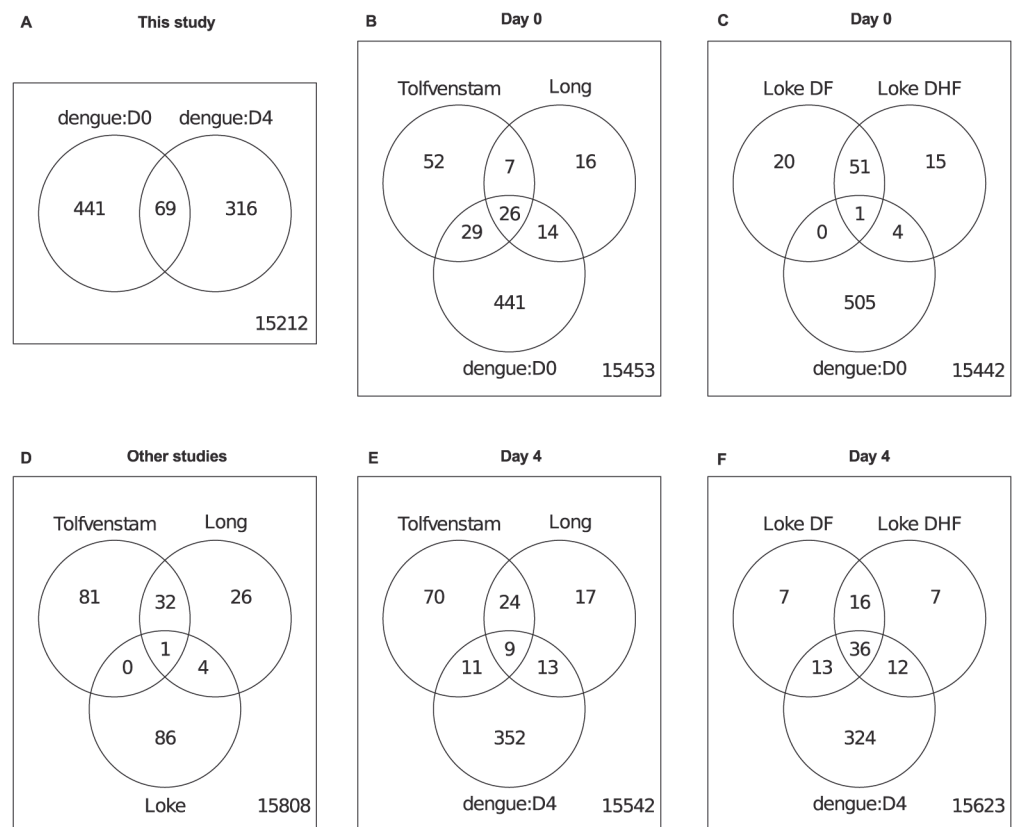 A This study
dengue:D0 dengue:D4
441 69 316
15212
B Day 0
Tolfvenstam Long
52 7 16
26
29 14
441
dengue:D0 15453
C Day 0
Loke DF Loke DHF
20 51 15
1
0 4
505
dengue:D0 15442
D Other studies
Tolfvenstam Long
81 32 26
1
0 4
86
Loke 15808
E Day 4
Tolfvenstam Long
70 24 17
9
11 13
352
dengue:D4 15542
F Day 4
Loke DF Loke DHF
7 16 7
36
13 12
324
dengue:D4 15623